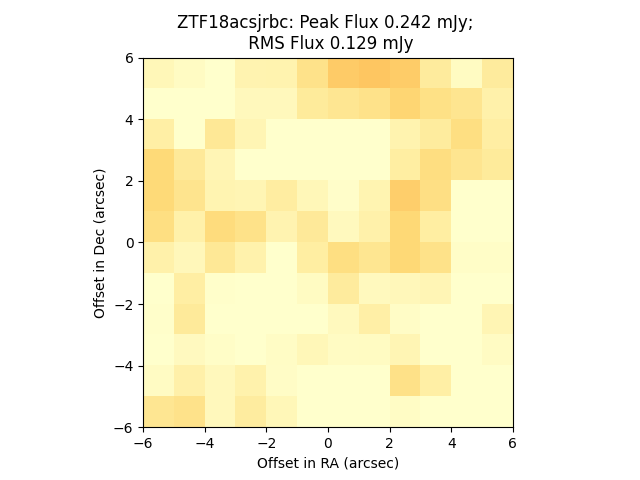 ZTF18acsjrbc: Peak Flux 0.242 mJy;
RMS Flux 0.129 mJy
6
4
2
0
−2
−4
−6
Offset in Dec (arcsec)
−6 −4 −2 0 2 4 6
Offset in RA (arcsec)